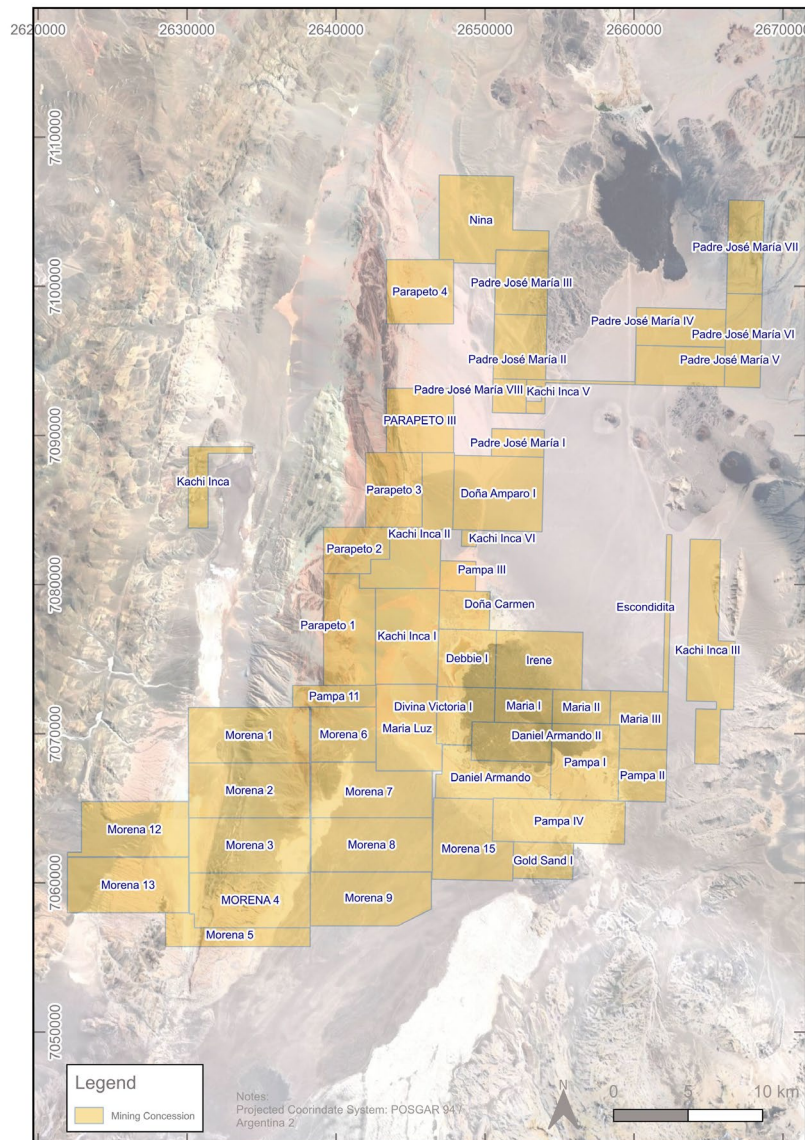 2620000
2630000
2640000
2650000
2660000
2670000
7110000
7100000
7090000
7080000
7070000
7060000
7050000
Nina
Padre José María VII
Parapeto 4
Padre José María III
Padre José María IV
Padre José María VI
Padre José María II
Padre José María V
Padre José María VIII
Kachi Inca V
PARAPETO III
Padre José María I
Kachi Inca
Parapeto 3
Doña Amparo I
Kachi Inca II
Kachi Inca VI
Parapeto 2
Pampa III
Doña Carmen
Escondidita
Parapeto 1
Kachi Inca I
Kachi Inca III
Debbie I
Irene
Pampa 11
Divina Victoria I
Maria I
Maria II
Maria III
Morena 1
Morena 6
Maria Luz
Daniel Armando II
Pampa I
Pampa II
Morena 2
Morena 7
Daniel Armando
Morena 12
Pampa IV
Morena 3
Morena 8
Morena 15
Gold Sand I
Morena 13
MORENA 4
Morena 9
Morena 5
Legend
Mining Concession
Notes:
Projected Coorindate System: POSGAR 94 /
Argentina 2
N
0 5 10 km